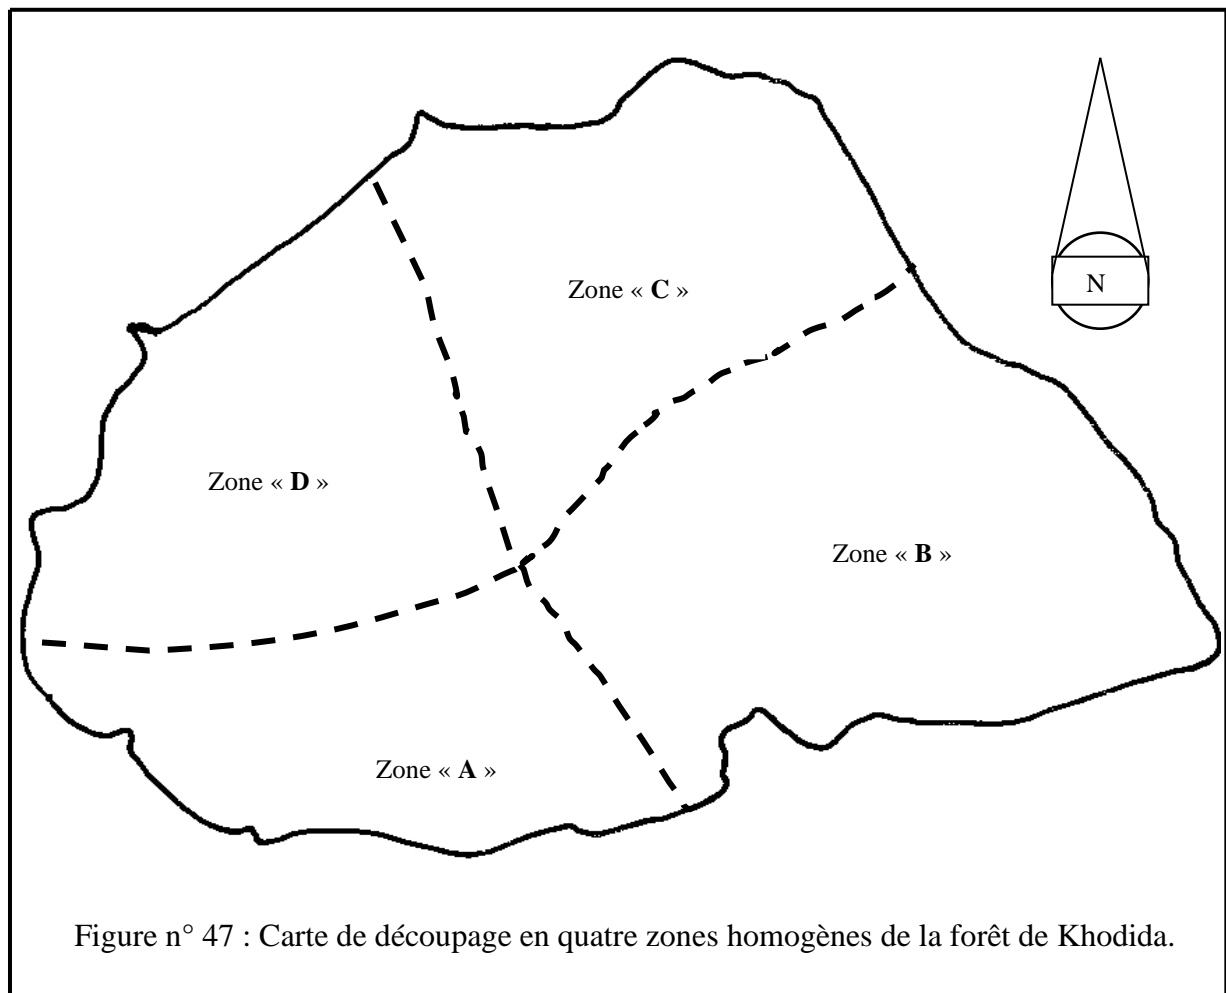 Zone « C »
N
Zone « D »
Zone « B »
Zone « A »
Figure n° 47 : Carte de découpage en quatre zones homogènes de la forêt de Khodida.